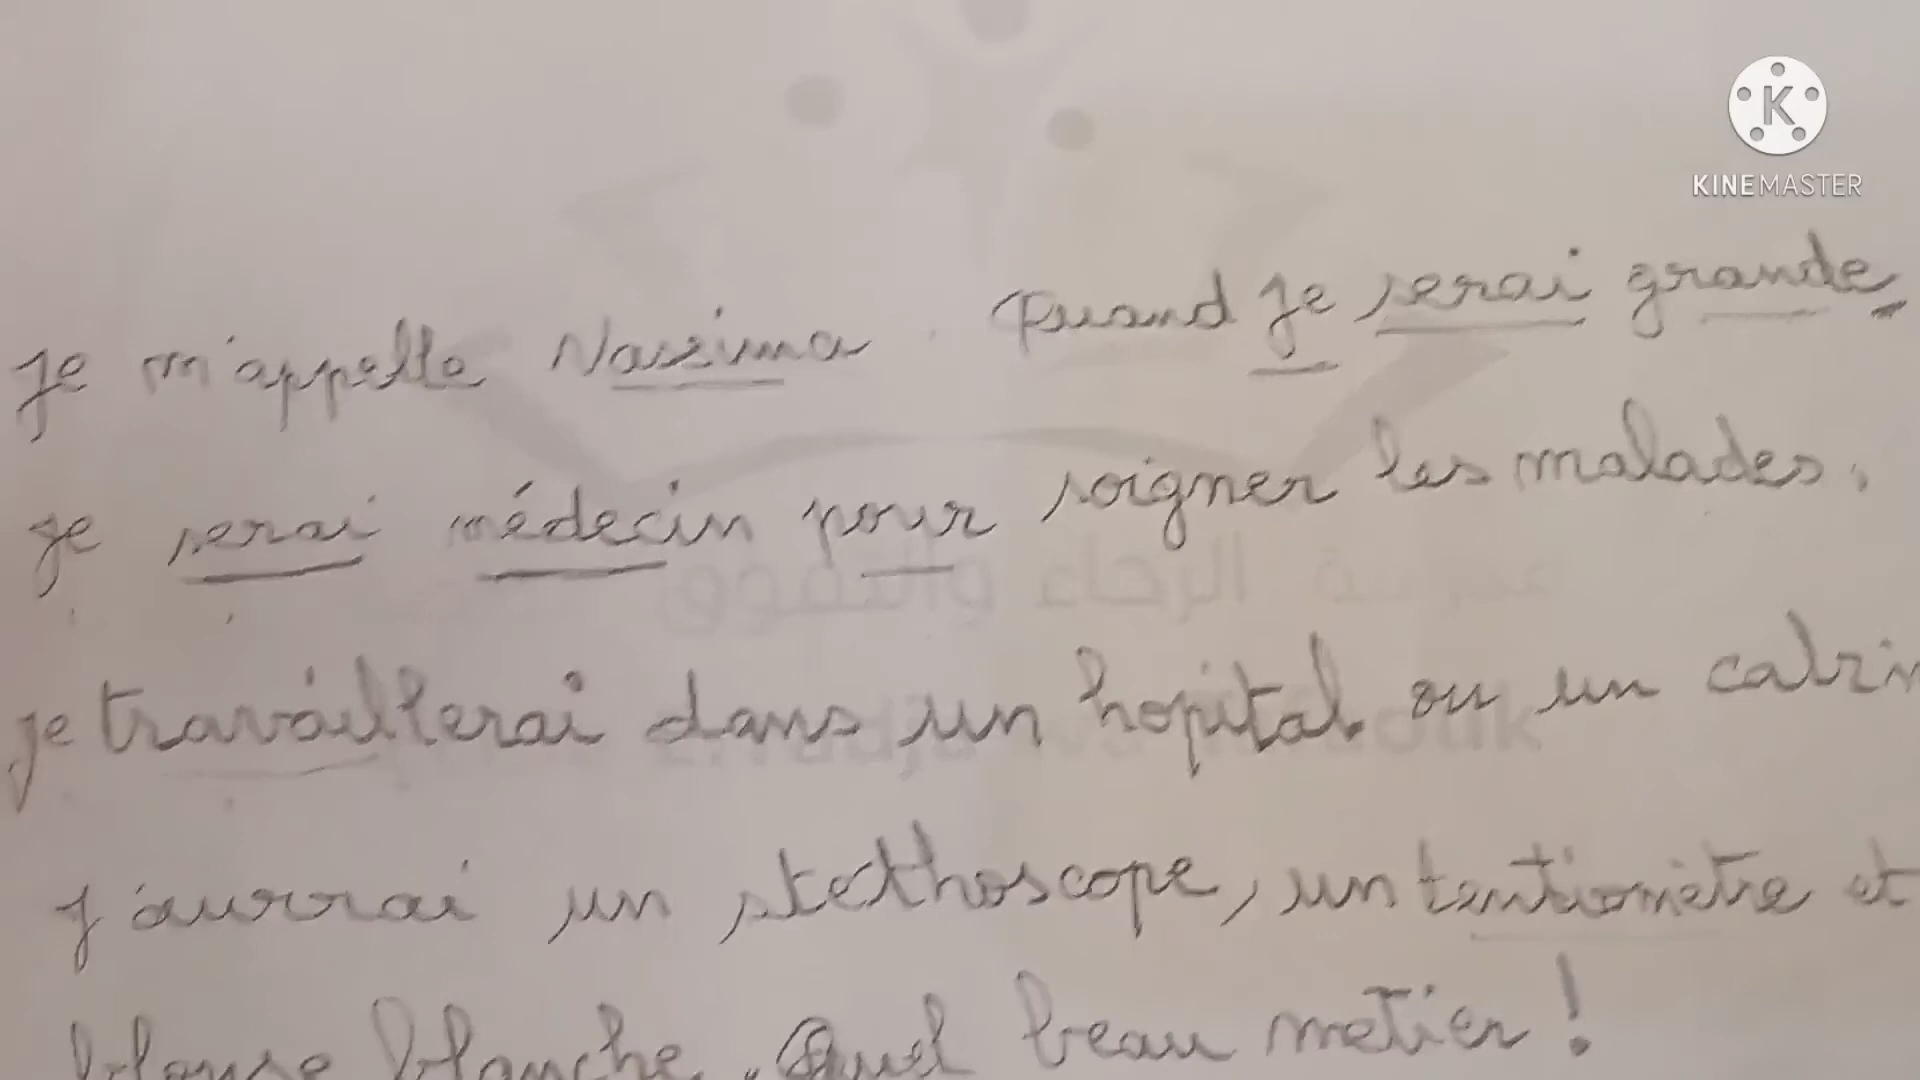 KINEMASTER
Je m'appelle Nassima. Quand je serai grande,
je serai médecin pour soigner les malades.
je travaillerai dans un hopital ou un
J'aurrai un stethoscope, un tentiomètre et
blouse blanche. Quel beau metier!